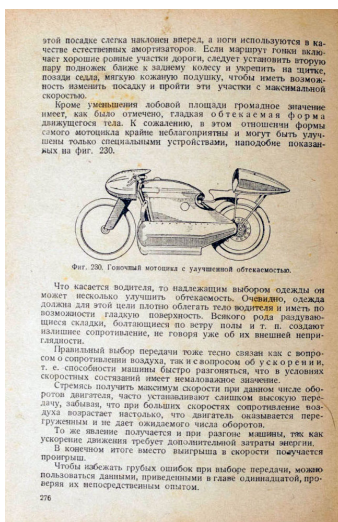 этой посадке слегка наклонен вперед, а ноги используются в ка-
честве естественных амортизаторов. Если маршрут гонки вклю-
чает хорошие ровные участки дороги, следует установить вторую
пару подножек ближе к заднему колесу и укрепить на щитке,
позади седла, мягкую кожаную подушку, чтобы иметь возмож-
ность изменить посадку и пройти эти участки с максимальной
скоростью.
Кроме уменьшения лобовой площади громадное значение
имеет, как было отмечено, гладкая обтекаемая форма
движущегося тела. К сожалению, в этом отношении формы
самого мотоцикла крайне неблагоприятны и могут быть улуч-
шены только специальными устройствами, наподобие показан-
ных на фиг. 230.
Фиг. 230. Гоночный мотоцикл с улучшенной обтекаемостью.
Что касается водителя, то надлежащим выбором одежды он
может несколько улучшить обтекаемость. Очевидно, одежда
должна для этой цели плотно облегать тело водителя и иметь по
возможности гладкую поверхность. Всякого рода раздуваю-
щиеся складки, болтающиеся по ветру полы и т. п. создают
излишнее сопротивление, не говоря уже об их внешней непри-
глядности.
Правильный выбор передачи тоже тесно связан как с вопро-
сом о сопротивлении воздуха, так и с вопросом об ускорении,
т. е. способности машины быстро разгоняться, что в условиях
скоростных состязаний имеет немаловажное значение.
Стремясь получить максимум скорости при данном числе обо-
ротов двигателя, часто устанавливают слишком высокую пере-
дачу, забывая, что при больших скоростях сопротивление воз-
духа возрастает настолько, что двигатель оказывается пере-
груженным и не дает ожидаемого числа оборотов.
То же явление получается и при разгоне машины, так как
ускорение движения требует дополнительной затраты энергии.
В конечном итоге вместо выигрыша в скорости получается
проигрыш.
Чтобы избежать грубых ошибок при выборе передачи, можно
пользоваться данными, приведенными в главе одиннадцатой, про-
веряя их непосредственным опытом.
276